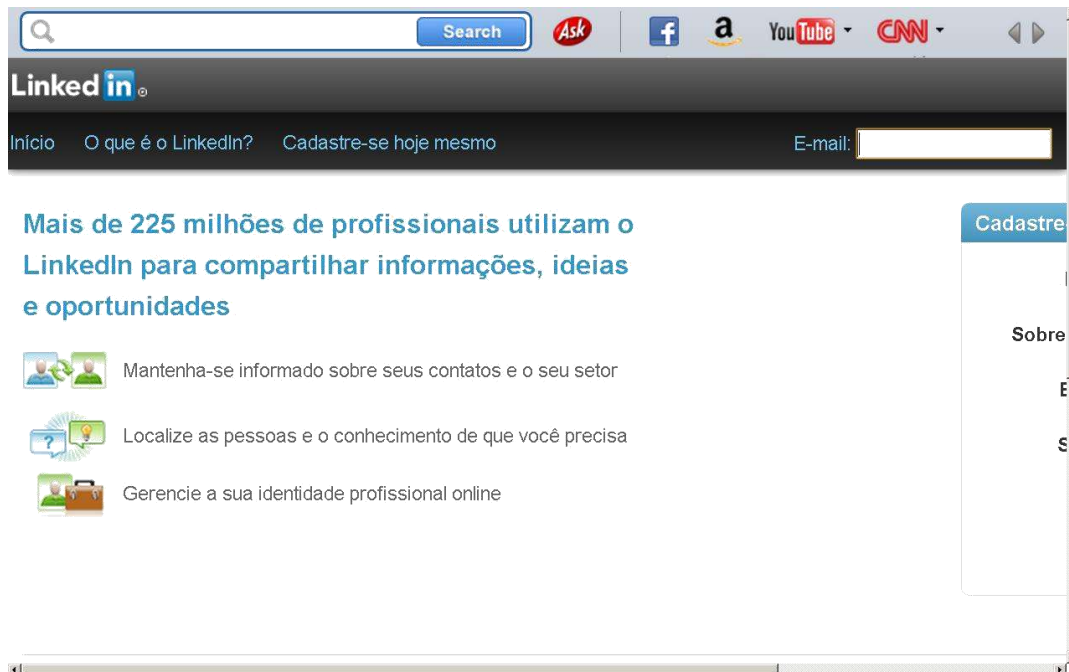 Search Ask f a YouTube CNN
Linked in ®
Início O que é o LinkedIn? Cadastre-se hoje mesmo E-mail:
Mais de 225 milhões de profissionais utilizam o
LinkedIn para compartilhar informações, ideias
e oportunidades
Cadastre-
Mantenha-se informado sobre seus contatos e o seu setor
Sobre
Localize as pessoas e o conhecimento de que você precisa
S
Gerencie a sua identidade profissional online